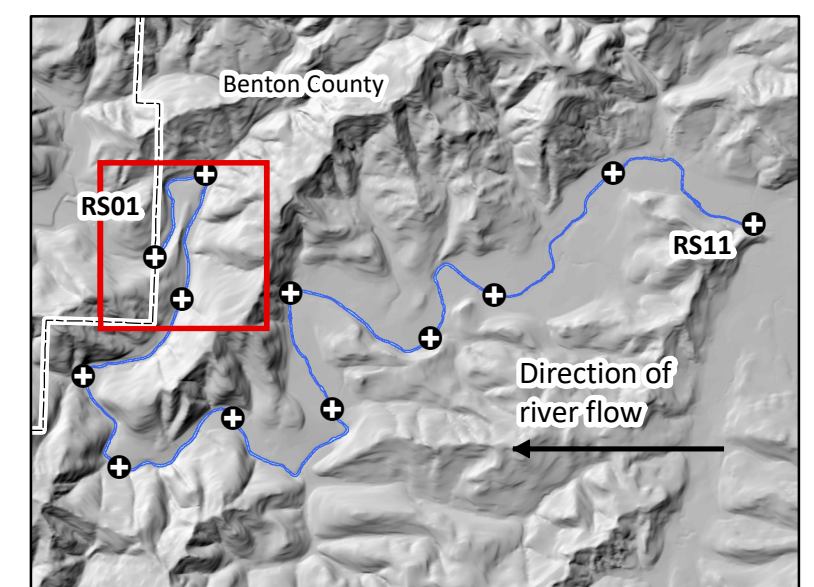 Benton County
RS01
RS11
Direction of
river flow